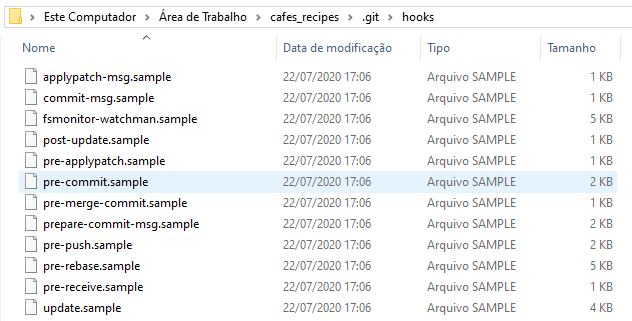 Este Computador > Área de Trabalho > cafes_recipes > .git > hooks
Nome Data de modificação Tipo Tamanho
applypatch-msg.sample 22/07/2020 17:06 Arquivo SAMPLE 1 KB
commit-msg.sample 22/07/2020 17:06 Arquivo SAMPLE 1 KB
fsmonitor-watchman.sample 22/07/2020 17:06 Arquivo SAMPLE 5 KB
post-update.sample 22/07/2020 17:06 Arquivo SAMPLE 1 KB
pre-applypatch.sample 22/07/2020 17:06 Arquivo SAMPLE 1 KB
pre-commit.sample 22/07/2020 17:06 Arquivo SAMPLE 2 KB
pre-merge-commit.sample 22/07/2020 17:06 Arquivo SAMPLE 1 KB
prepare-commit-msg.sample 22/07/2020 17:06 Arquivo SAMPLE 2 KB
pre-push.sample 22/07/2020 17:06 Arquivo SAMPLE 2 KB
pre-rebase.sample 22/07/2020 17:06 Arquivo SAMPLE 5 KB
pre-receive.sample 22/07/2020 17:06 Arquivo SAMPLE 1 KB
update.sample 22/07/2020 17:06 Arquivo SAMPLE 4 KB